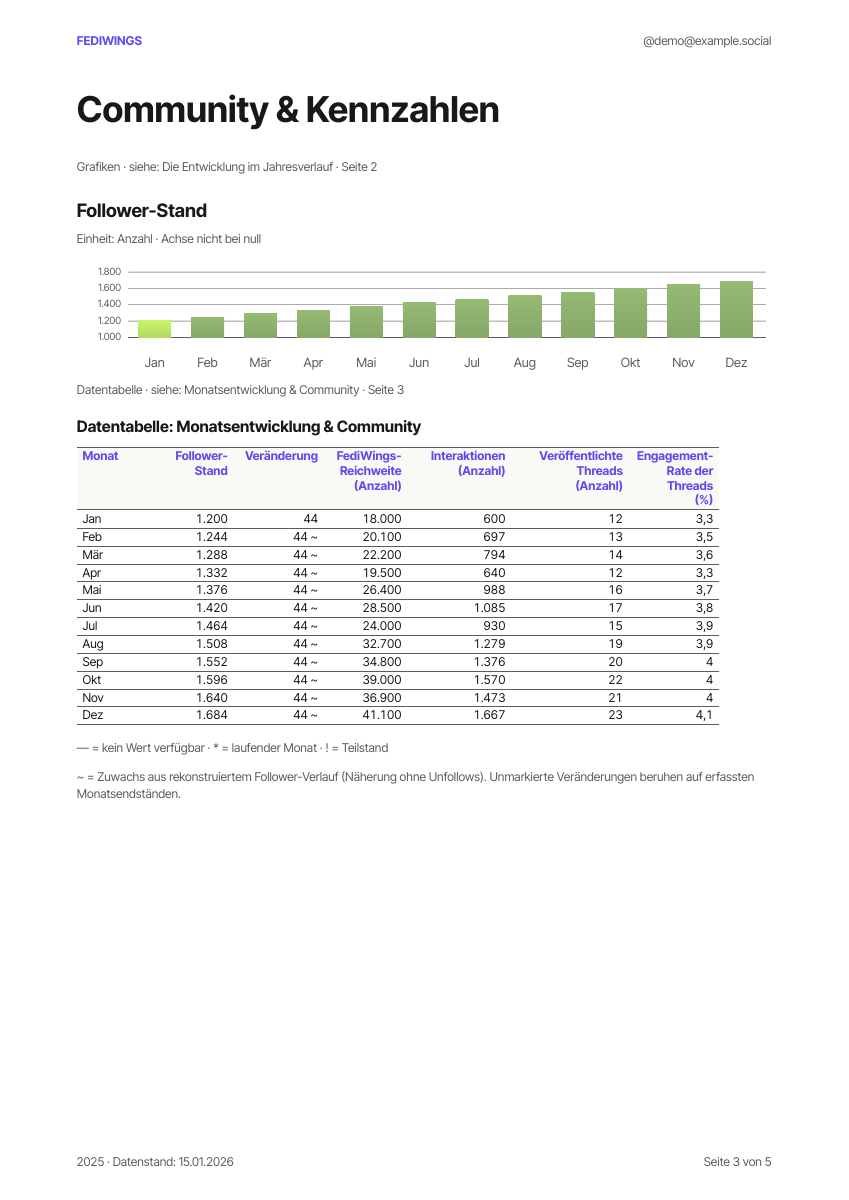 FEDIWINGS @demo@example.social
Community & Kennzahlen
Grafiken · siehe: Die Entwicklung im Jahresverlauf · Seite 2
Follower-Stand
Einheit: Anzahl · Achse nicht bei null
1.800
1.600
1.400
1.200
1.000
Jan Feb Mär Apr Mai Jun Jul Aug Sep Okt Nov Dez
Datentabelle · siehe: Monatsentwicklung & Community · Seite 3
Datentabelle: Monatsentwicklung & Community
Monat Follower- Veränderung FediWings- Interaktionen Veröffentlichte Engagement-
Stand Reichweite (Anzahl) Threads Rate der
(Anzahl) (Anzahl) Threads
(%)
Jan 1.200 44 18.000 600 12 3,3
Feb 1.244 44 ~ 20.100 697 13 3,5
Mär 1.288 44 ~ 22.200 794 14 3,6
Apr 1.332 44 ~ 19.500 640 12 3,3
Mai 1.376 44 ~ 26.400 988 16 3,7
Jun 1.420 44 ~ 28.500 1.085 17 3,8
Jul 1.464 44 ~ 24.000 930 15 3,9
Aug 1.508 44 ~ 32.700 1.279 19 3,9
Sep 1.552 44 ~ 34.800 1.376 20 4
Okt 1.596 44 ~ 39.000 1.570 22 4
Nov 1.640 44 ~ 36.900 1.473 21 4
Dez 1.684 44 ~ 41.100 1.667 23 4,1
— = kein Wert verfügbar · * = laufender Monat · ! = Teilstand
~ = Zuwachs aus rekonstruiertem Follower-Verlauf (Näherung ohne Unfollows). Unmarkierte Veränderungen beruhen auf erfassten
Monatsendständen.
2025 · Datenstand: 15.01.2026 Seite 3 von 5